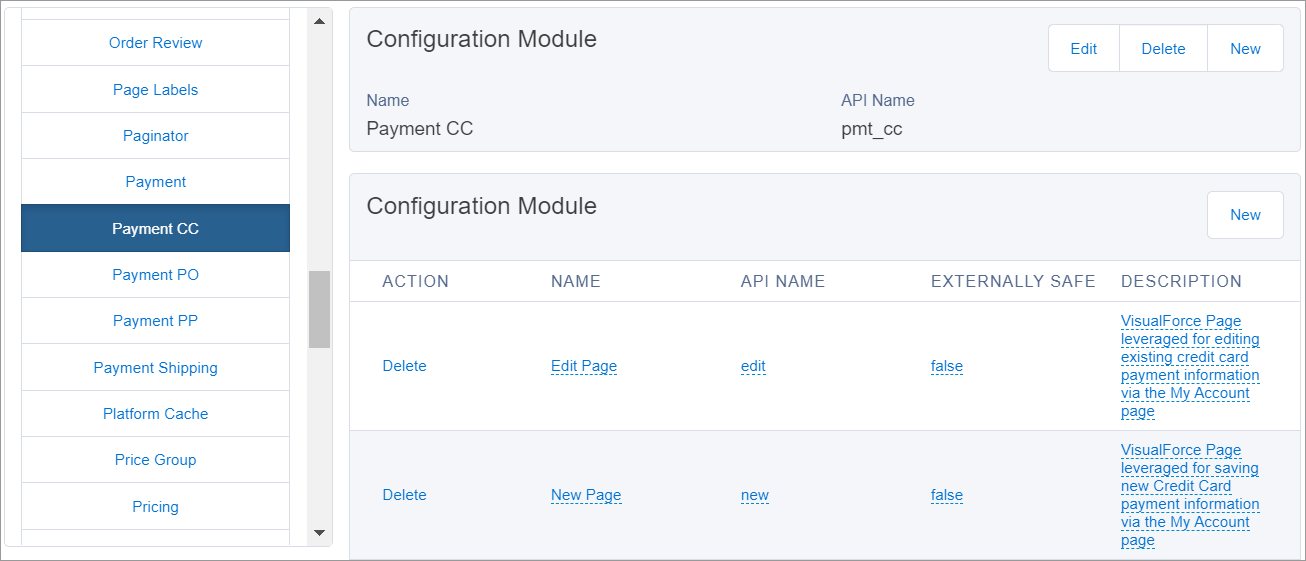 Order Review
Page Labels
Paginator
Payment
Payment CC
Payment PO
Payment PP
Payment Shipping
Platform Cache
Price Group
Pricing
Configuration Module
Edit
Delete
New
Name
API Name
Payment CC
pmt_cc
Configuration Module
New
ACTION NAME API NAME EXTERNALLY SAFE DESCRIPTION
Delete
Edit Page
edit
false
VisualForce Page
leveraged for editing
existing credit card
payment information
via the My Account
page
Delete
New Page
new
false
VisualForce Page
leveraged for saving
new Credit Card
payment information
via the My Account
page